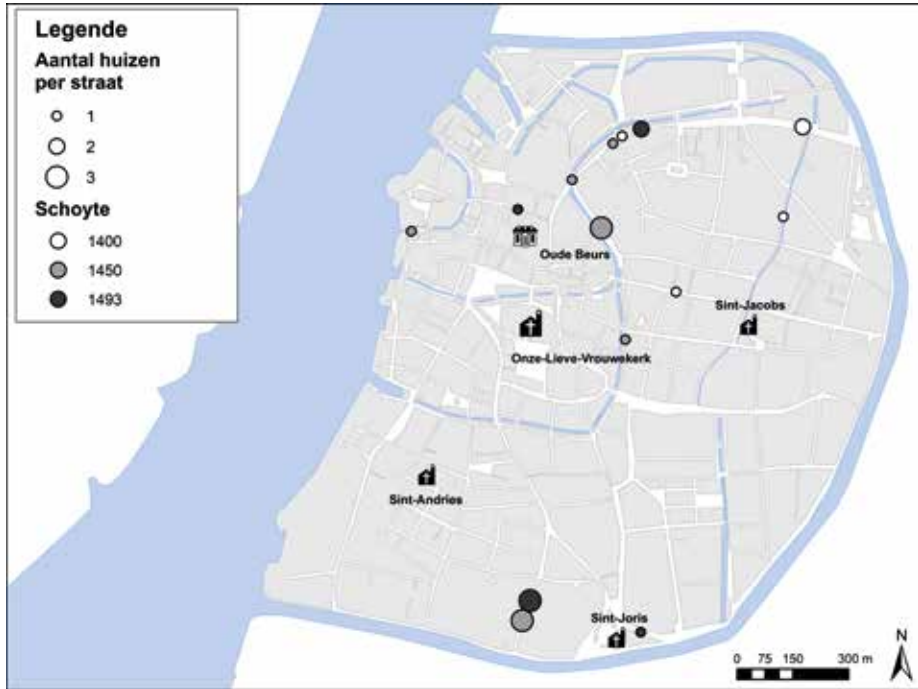 Legende
Aantal huizen
per straat
1
2
3
Schoyte
1400
1450
1493
Oude Beurs
Sint-Jacobs
Onze-Lieve-Vrouwekerk
Sint-Andries
Sint-Joris
N
0 75 150 300 m